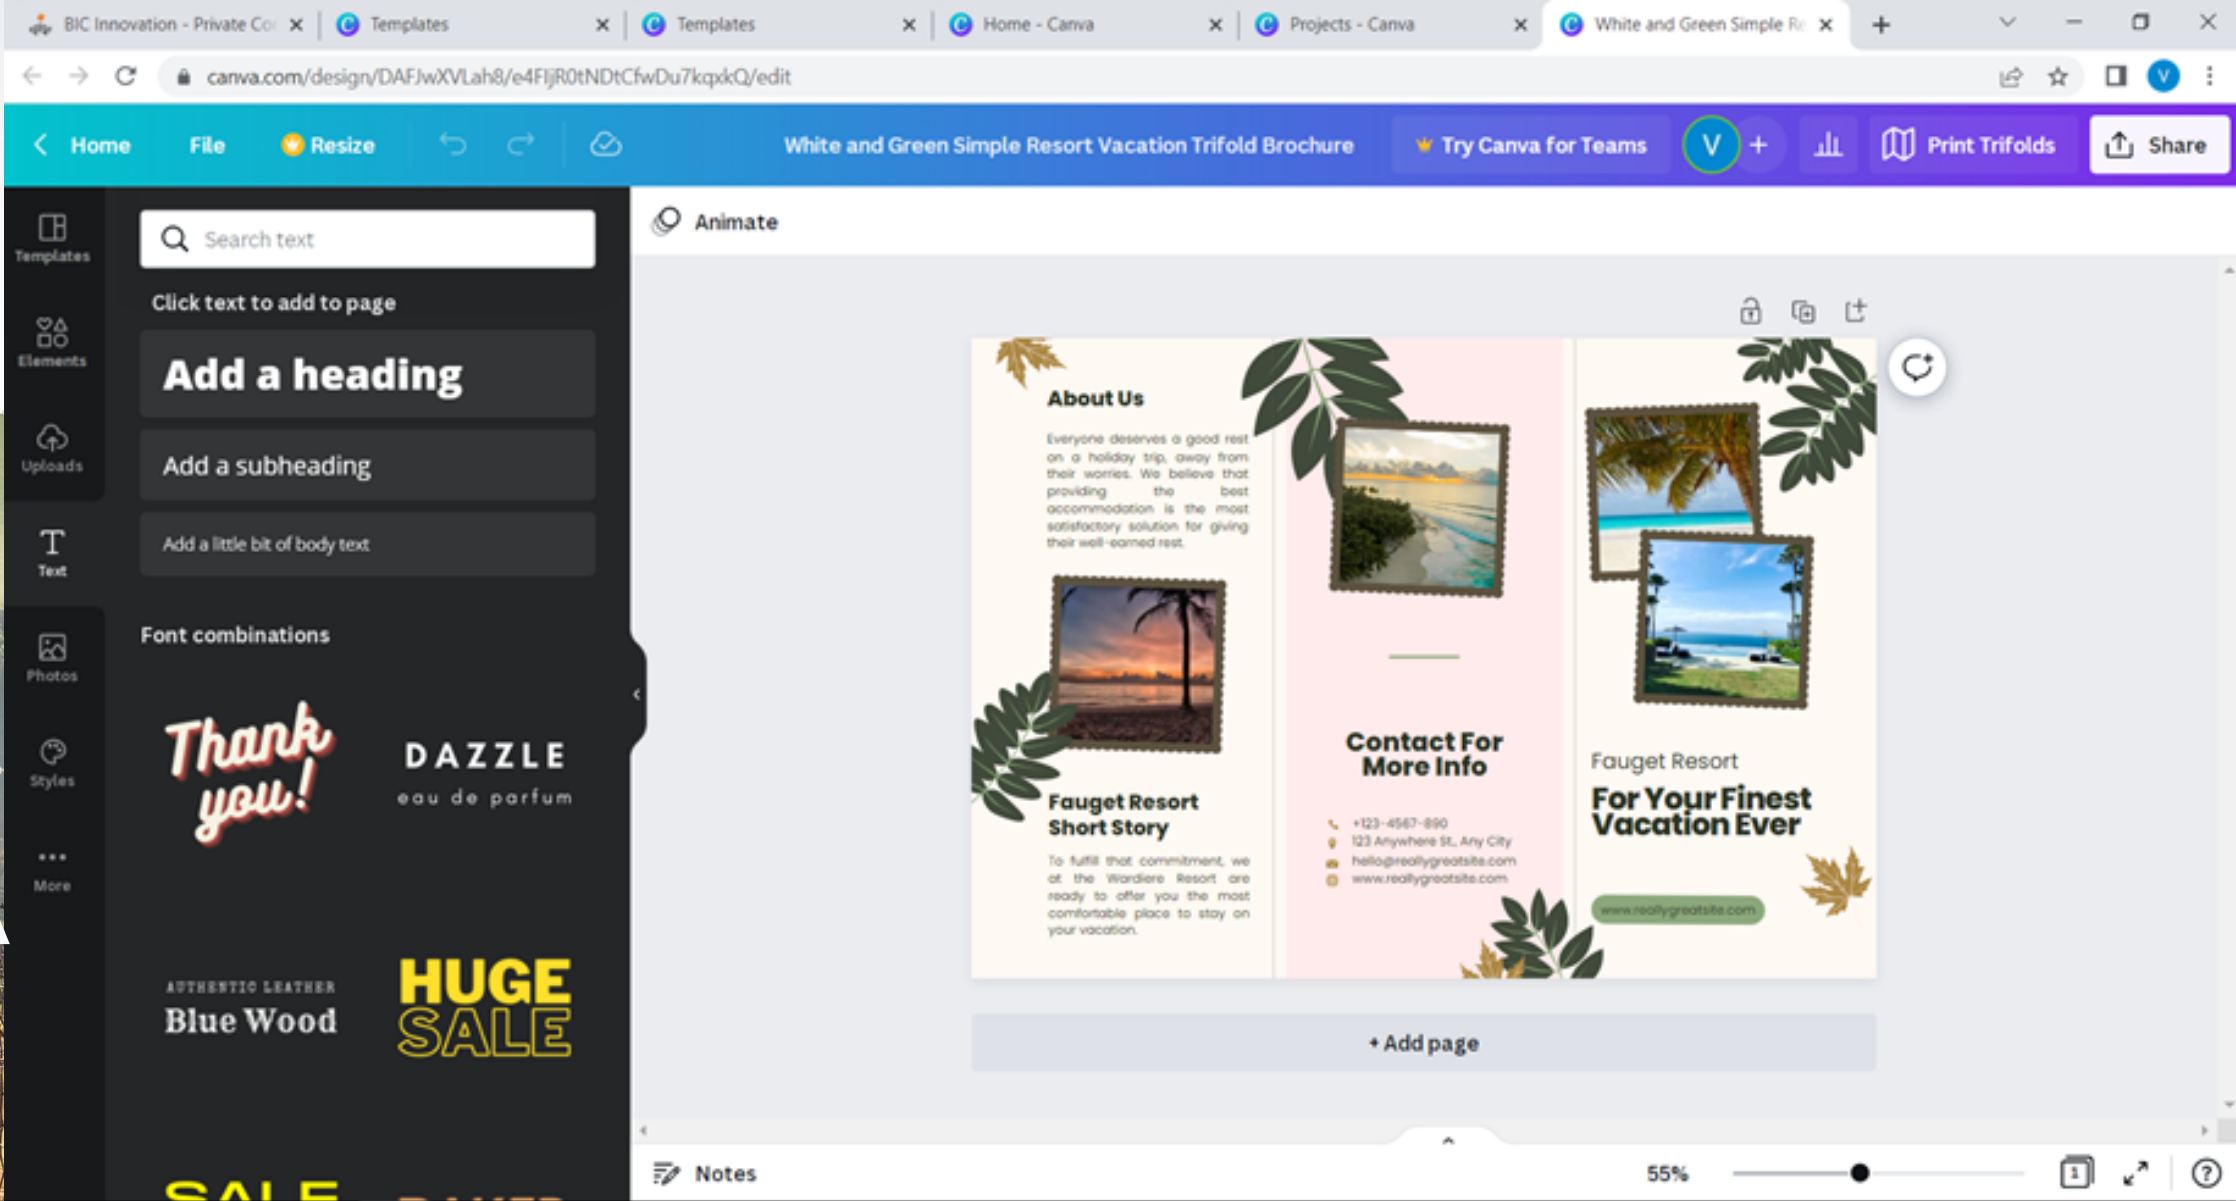 BIC Innovation - Private Co
Templates
Templates
Home - Canva
Projects - Canva
White and Green Simple Re
canva.com/design/DAFJwXVLah8/e4FIjR0tNDtCfwDu7kqxkQ/edit
V
Home
File
Resize
White and Green Simple Resort Vacation Trifold Brochure
Try Canva for Teams
V
Print Trifolds
Share
Templates
Elements
Uploads
Text
Photos
Styles
More
Search text
Click text to add to page
Add a heading
Add a subheading
Add a little bit of body text
Font combinations
Thank
you!
DAZZLE
eau de parfum
AUTHENTIC LEATHER
Blue Wood
HUGE
SALE
SALE
Animate
About Us
Everyone deserves a good rest
on a holiday trip, away from
their worries. We believe that
providing the best
accommodation is the most
satisfactory solution for giving
their well-earned rest.
Fauget Resort
Short Story
To fulfill that commitment, we
at the Wardiere Resort are
ready to offer you the most
comfortable place to stay on
your vacation.
Contact For
More Info
+123-4567-890
123 Anywhere St., Any City
hello@reallygreatsite.com
www.reallygreatsite.com
Fauget Resort
For Your Finest
Vacation Ever
www.reallygreatsite.com
+ Add page
Notes
55%
1